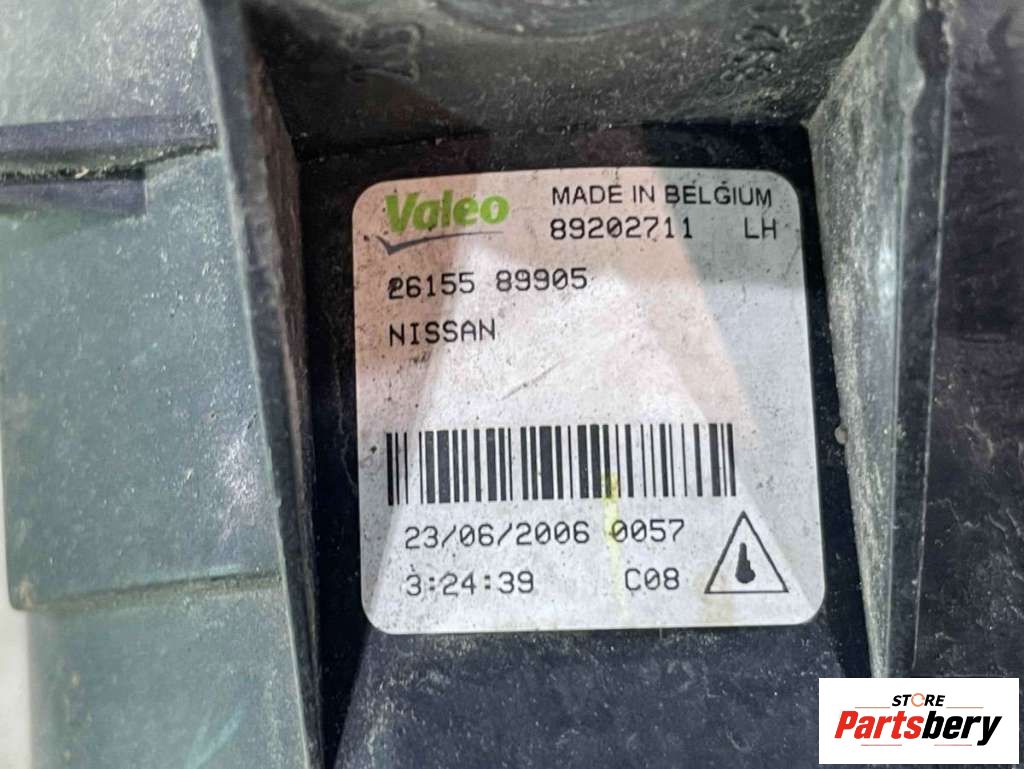 Valeo MADE IN BELGIUM
89202711 LH
26155 89905
NISSAN
23/06/2006 0057
3:24:39 C08
STORE
Partsbery